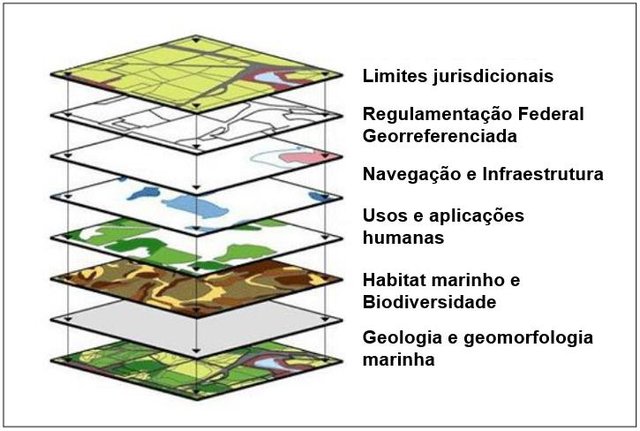 Limites jurisdicionais
Regulamentação Federal
Georreferenciada
Navegação e Infraestrutura
Usos e aplicações
humanas
Habitat marinho e
Biodiversidade
Geologia e geomorfologia
marinha